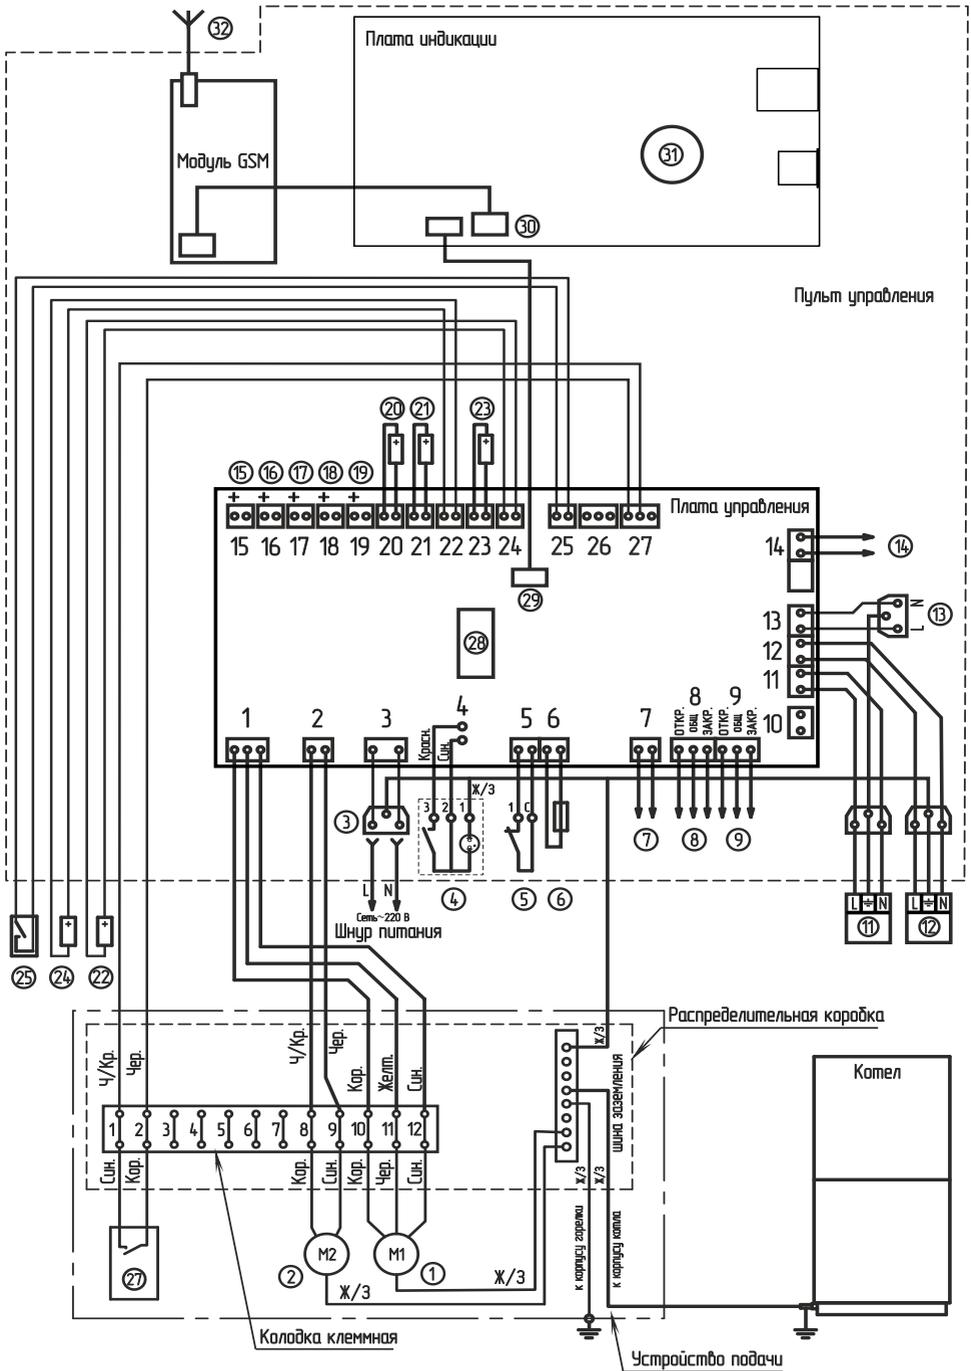 32
Плата индикации
Модуль GSM
31
30
Пульт управления
20 21 23
15 16 17 18 19
+ + + + + + + +
Плата управления
15 16 17 18 19 20 21 22 23 24 25 26 27
14 14
29
13 N L 13
28
12
11
10
1 2 3 4 5 6 7 8 9
Красн.
Син.
ОТКР.
ОБЩ
ЗАКР.
ОТКР.
ОБЩ
ЗАКР.
Ж/З
3 2 1
1 С
3
7 8 9
L N
4 5 6
Сеть~220 В
Шнур питания
L N
L N
11 12
+ +
25 24 22
Распределительная коробка
Ч/Кр.
Чер.
Ч/Кр.
Чер.
Кор.
Желт.
Син.
Ж/З
шина заземления
Котел
1 2 3 4 5 6 7 8 9 10 11 12
Син.
Кор.
Кор.
Син.
Кор.
Чер.
Син.
Ж/З
Ж/З
к корпусу горелки
к корпусу котла
27
М2
М1
2
1
Ж/З
Ж/З
Колодка клеммная
Устройство подачи